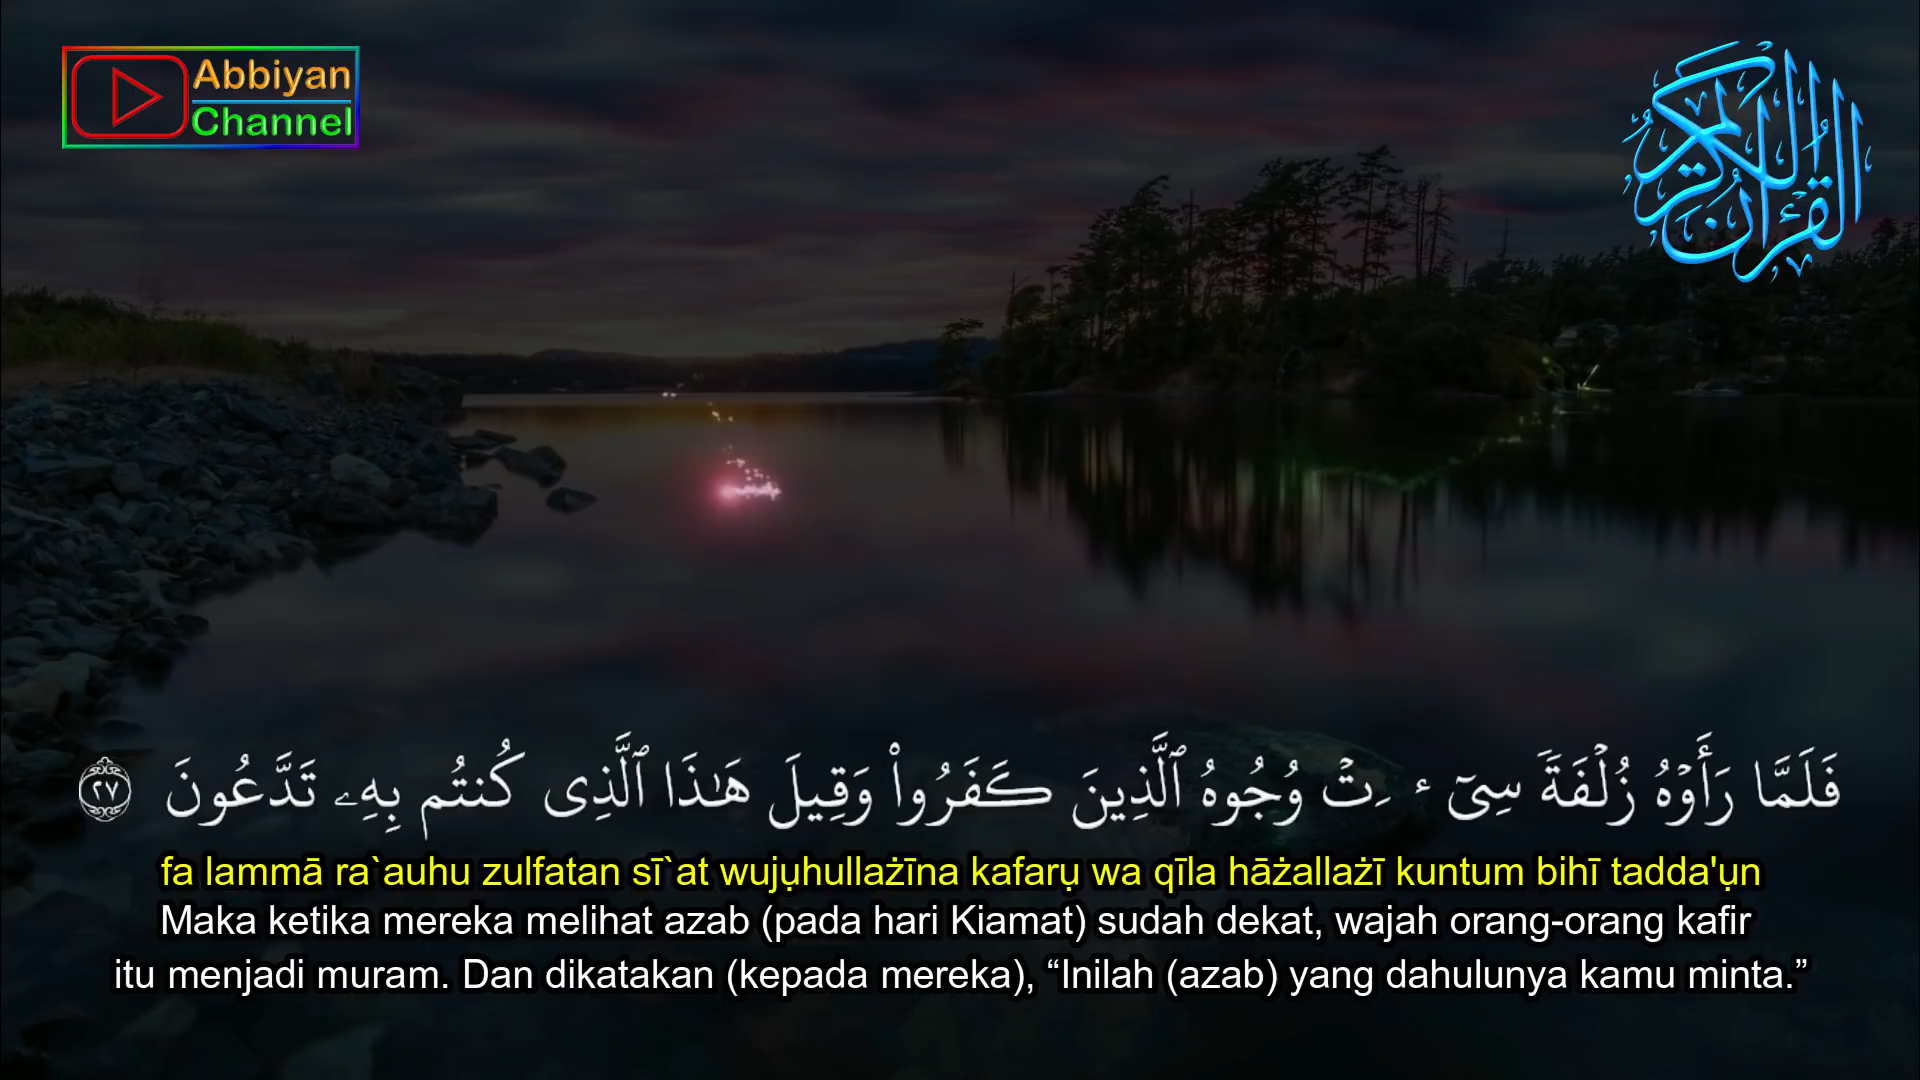 Abbiyan
Channel
القرآن الكريم
فَلَمَّا رَأَوْهُ زُلْفَةً سِىٓـَٔتْ وُجُوهُ ٱلَّذِينَ كَفَرُوا۟ وَقِيلَ هَـٰذَا ٱلَّذِى كُنتُم بِهِۦ تَدَّعُونَ ٢٧
fa lammā ra`auhu zulfatan sī`at wujụhullażīna kafarụ wa qīla hāżallażī kuntum bihī tadda'ụn
Maka ketika mereka melihat azab (pada hari Kiamat) sudah dekat, wajah orang-orang kafir
itu menjadi muram. Dan dikatakan (kepada mereka), “Inilah (azab) yang dahulunya kamu minta.”